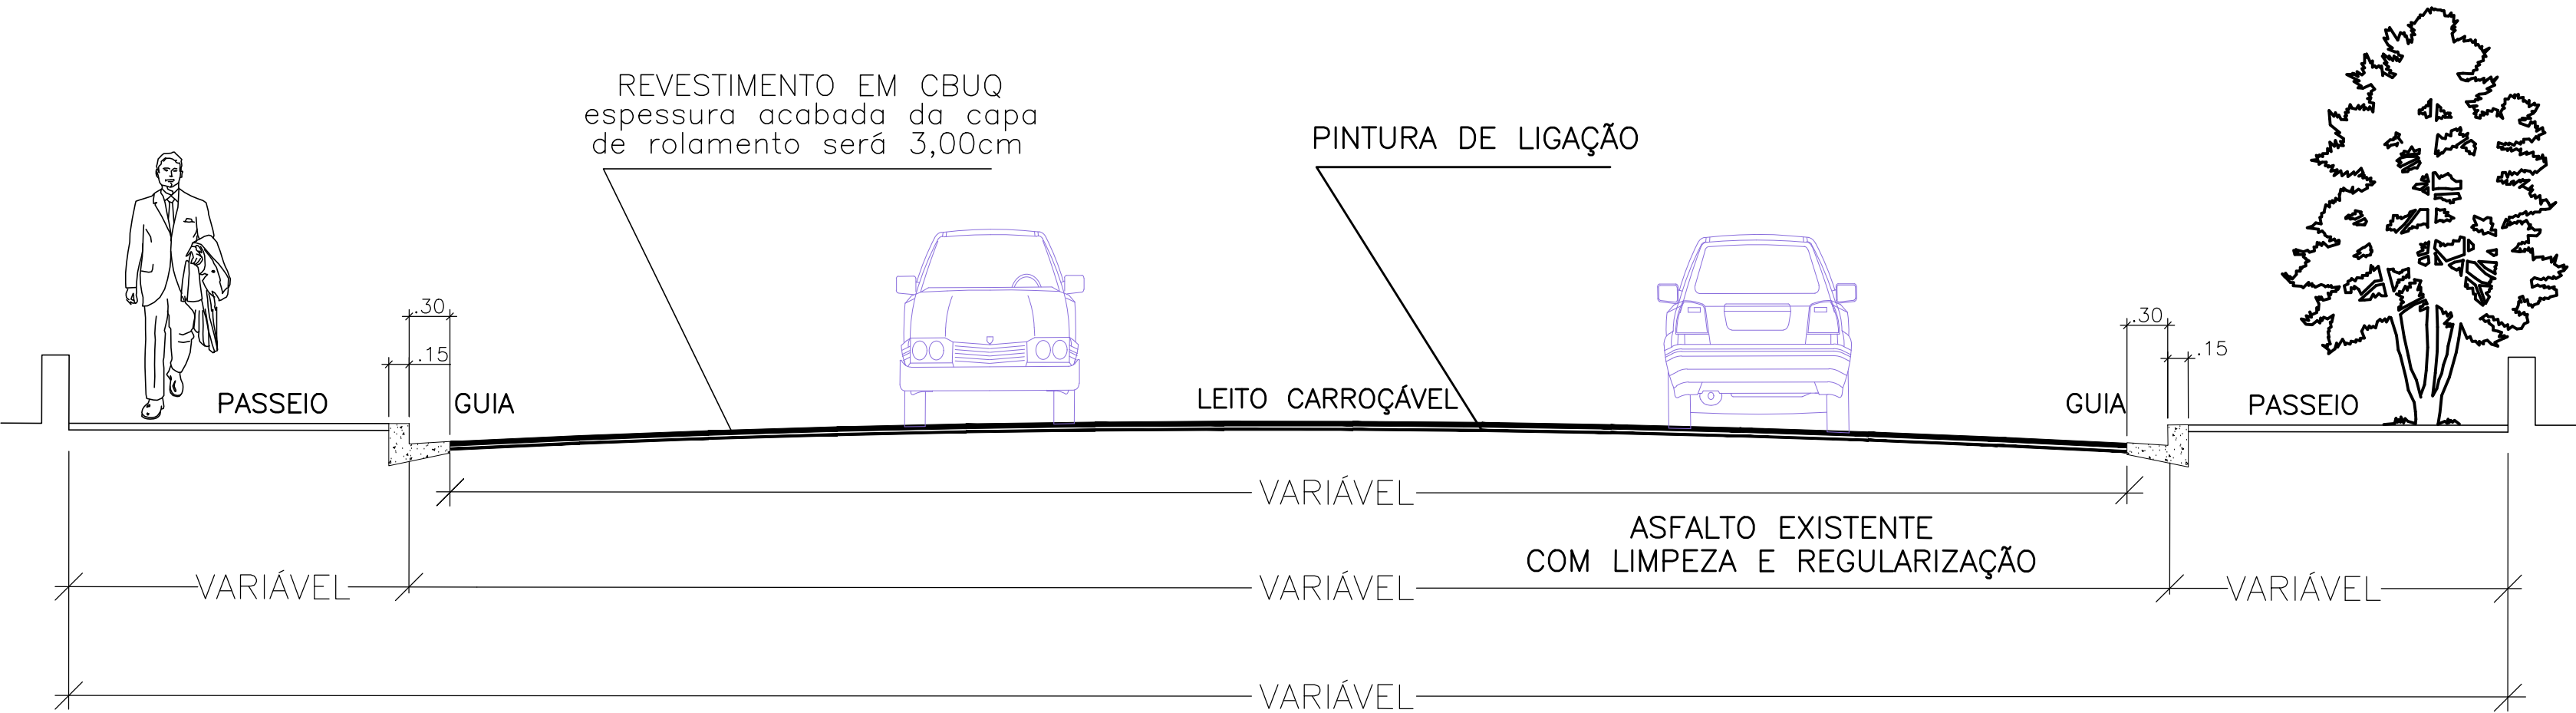 REVESTIMENTO EM CBUQ
espessura acabada da capa
de rolamento será 3,00cm
PINTURA DE LIGAÇÃO
.30
.15
.30
.15
PASSEIO
GUIA
LEITO CARROÇÁVEL
GUIA
PASSEIO
VARIÁVEL
ASFALTO EXISTENTE
COM LIMPEZA E REGULARIZAÇÃO
VARIÁVEL
VARIÁVEL
VARIÁVEL
VARIÁVEL